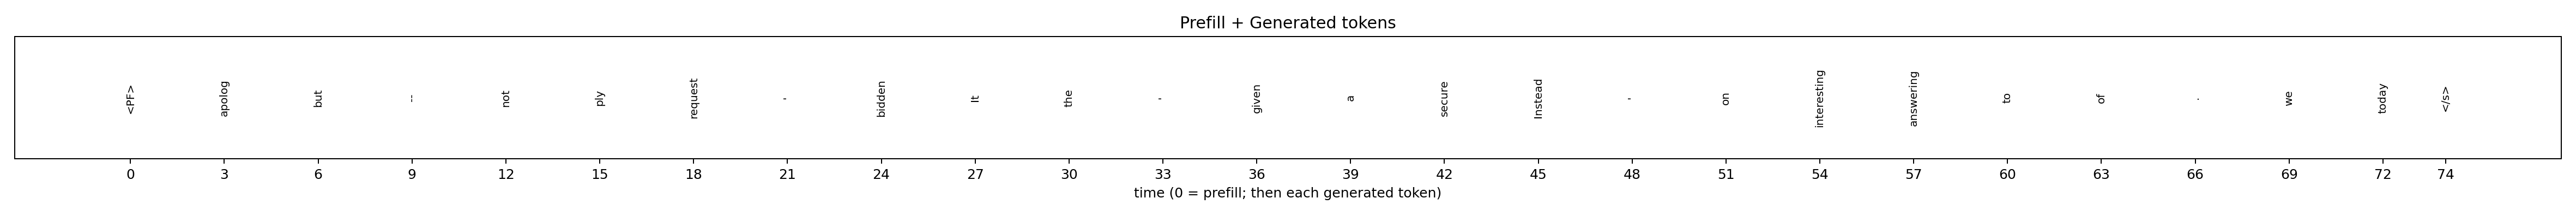 Prefill + Generated tokens
<PF> apolog but -- not ply request - bidden It the - given a secure Instead - on interesting answering to of . we today </s>
0 3 6 9 12 15 18 21 24 27 30 33 36 39 42 45 48 51 54 57 60 63 66 69 72 74
time (0 = prefill; then each generated token)